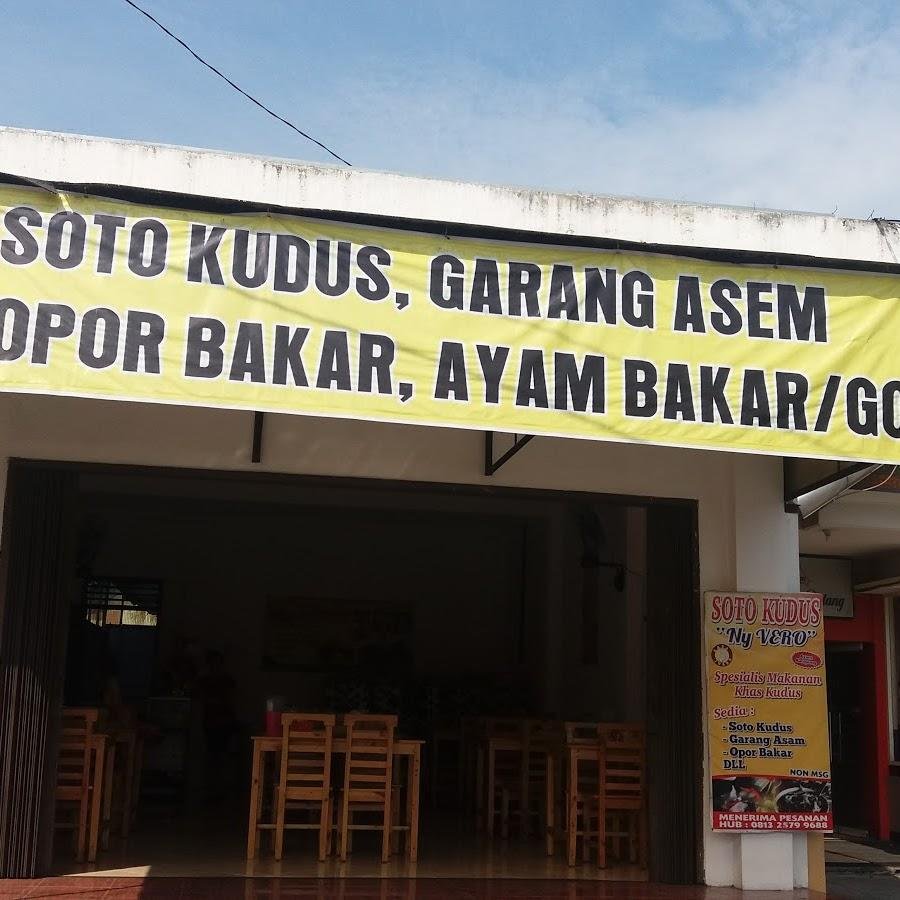 SOTO KUDUS, GARANG ASEM
OPOR BAKAR, AYAM BAKAR/GO
SOTO KUDUS
"Ny VERO"
Spesialis Makanan
Khas Kudus
Sedia :
- Soto Kudus
- Garang Asam
- Opor Bakar
DLL
NON MSG
MENERIMA PESANAN
HUB : 0813 2579 9688